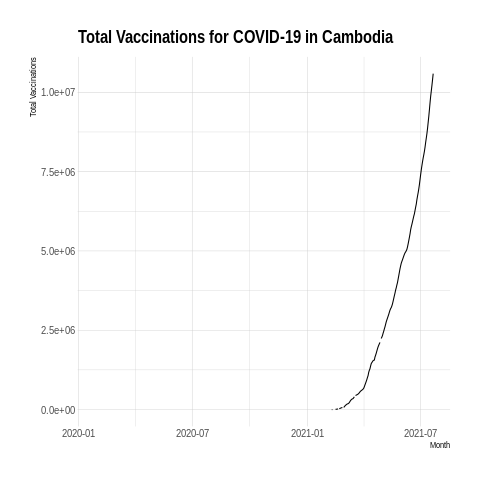 Total Vaccinations for COVID-19 in Cambodia
Total Vaccinations
1.0e+07
7.5e+06
5.0e+06
2.5e+06
0.0e+00
2020-01
2020-07
2021-01
2021-07
Month